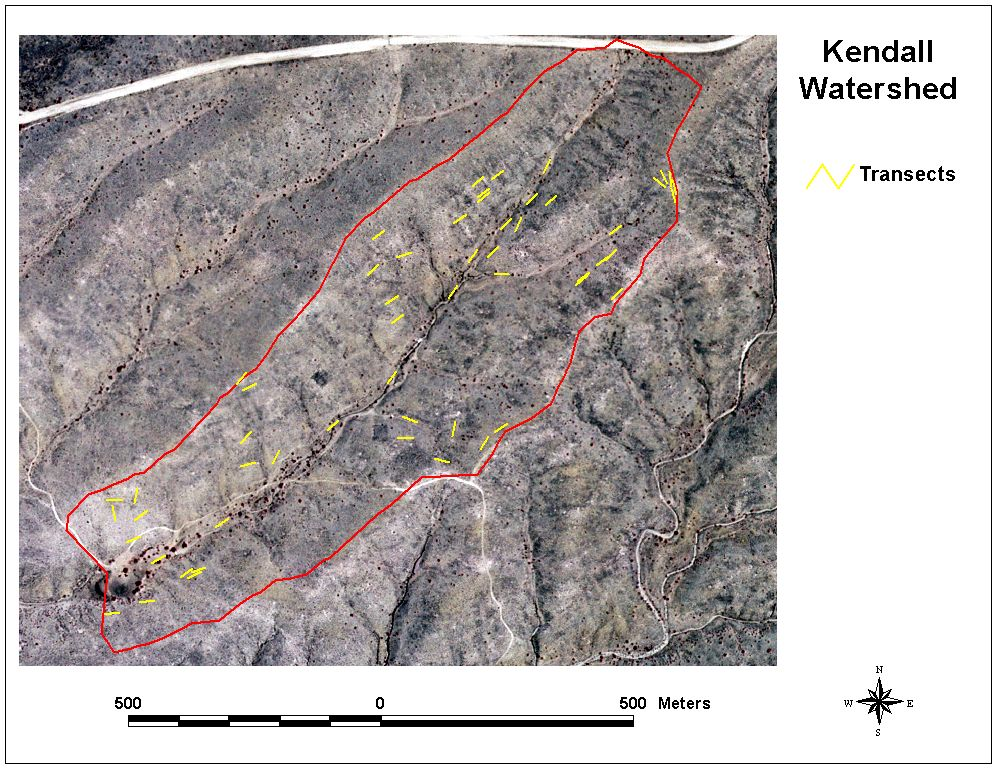 Kendall
Watershed
Transects
500 0 500 Meters
N
W E
S